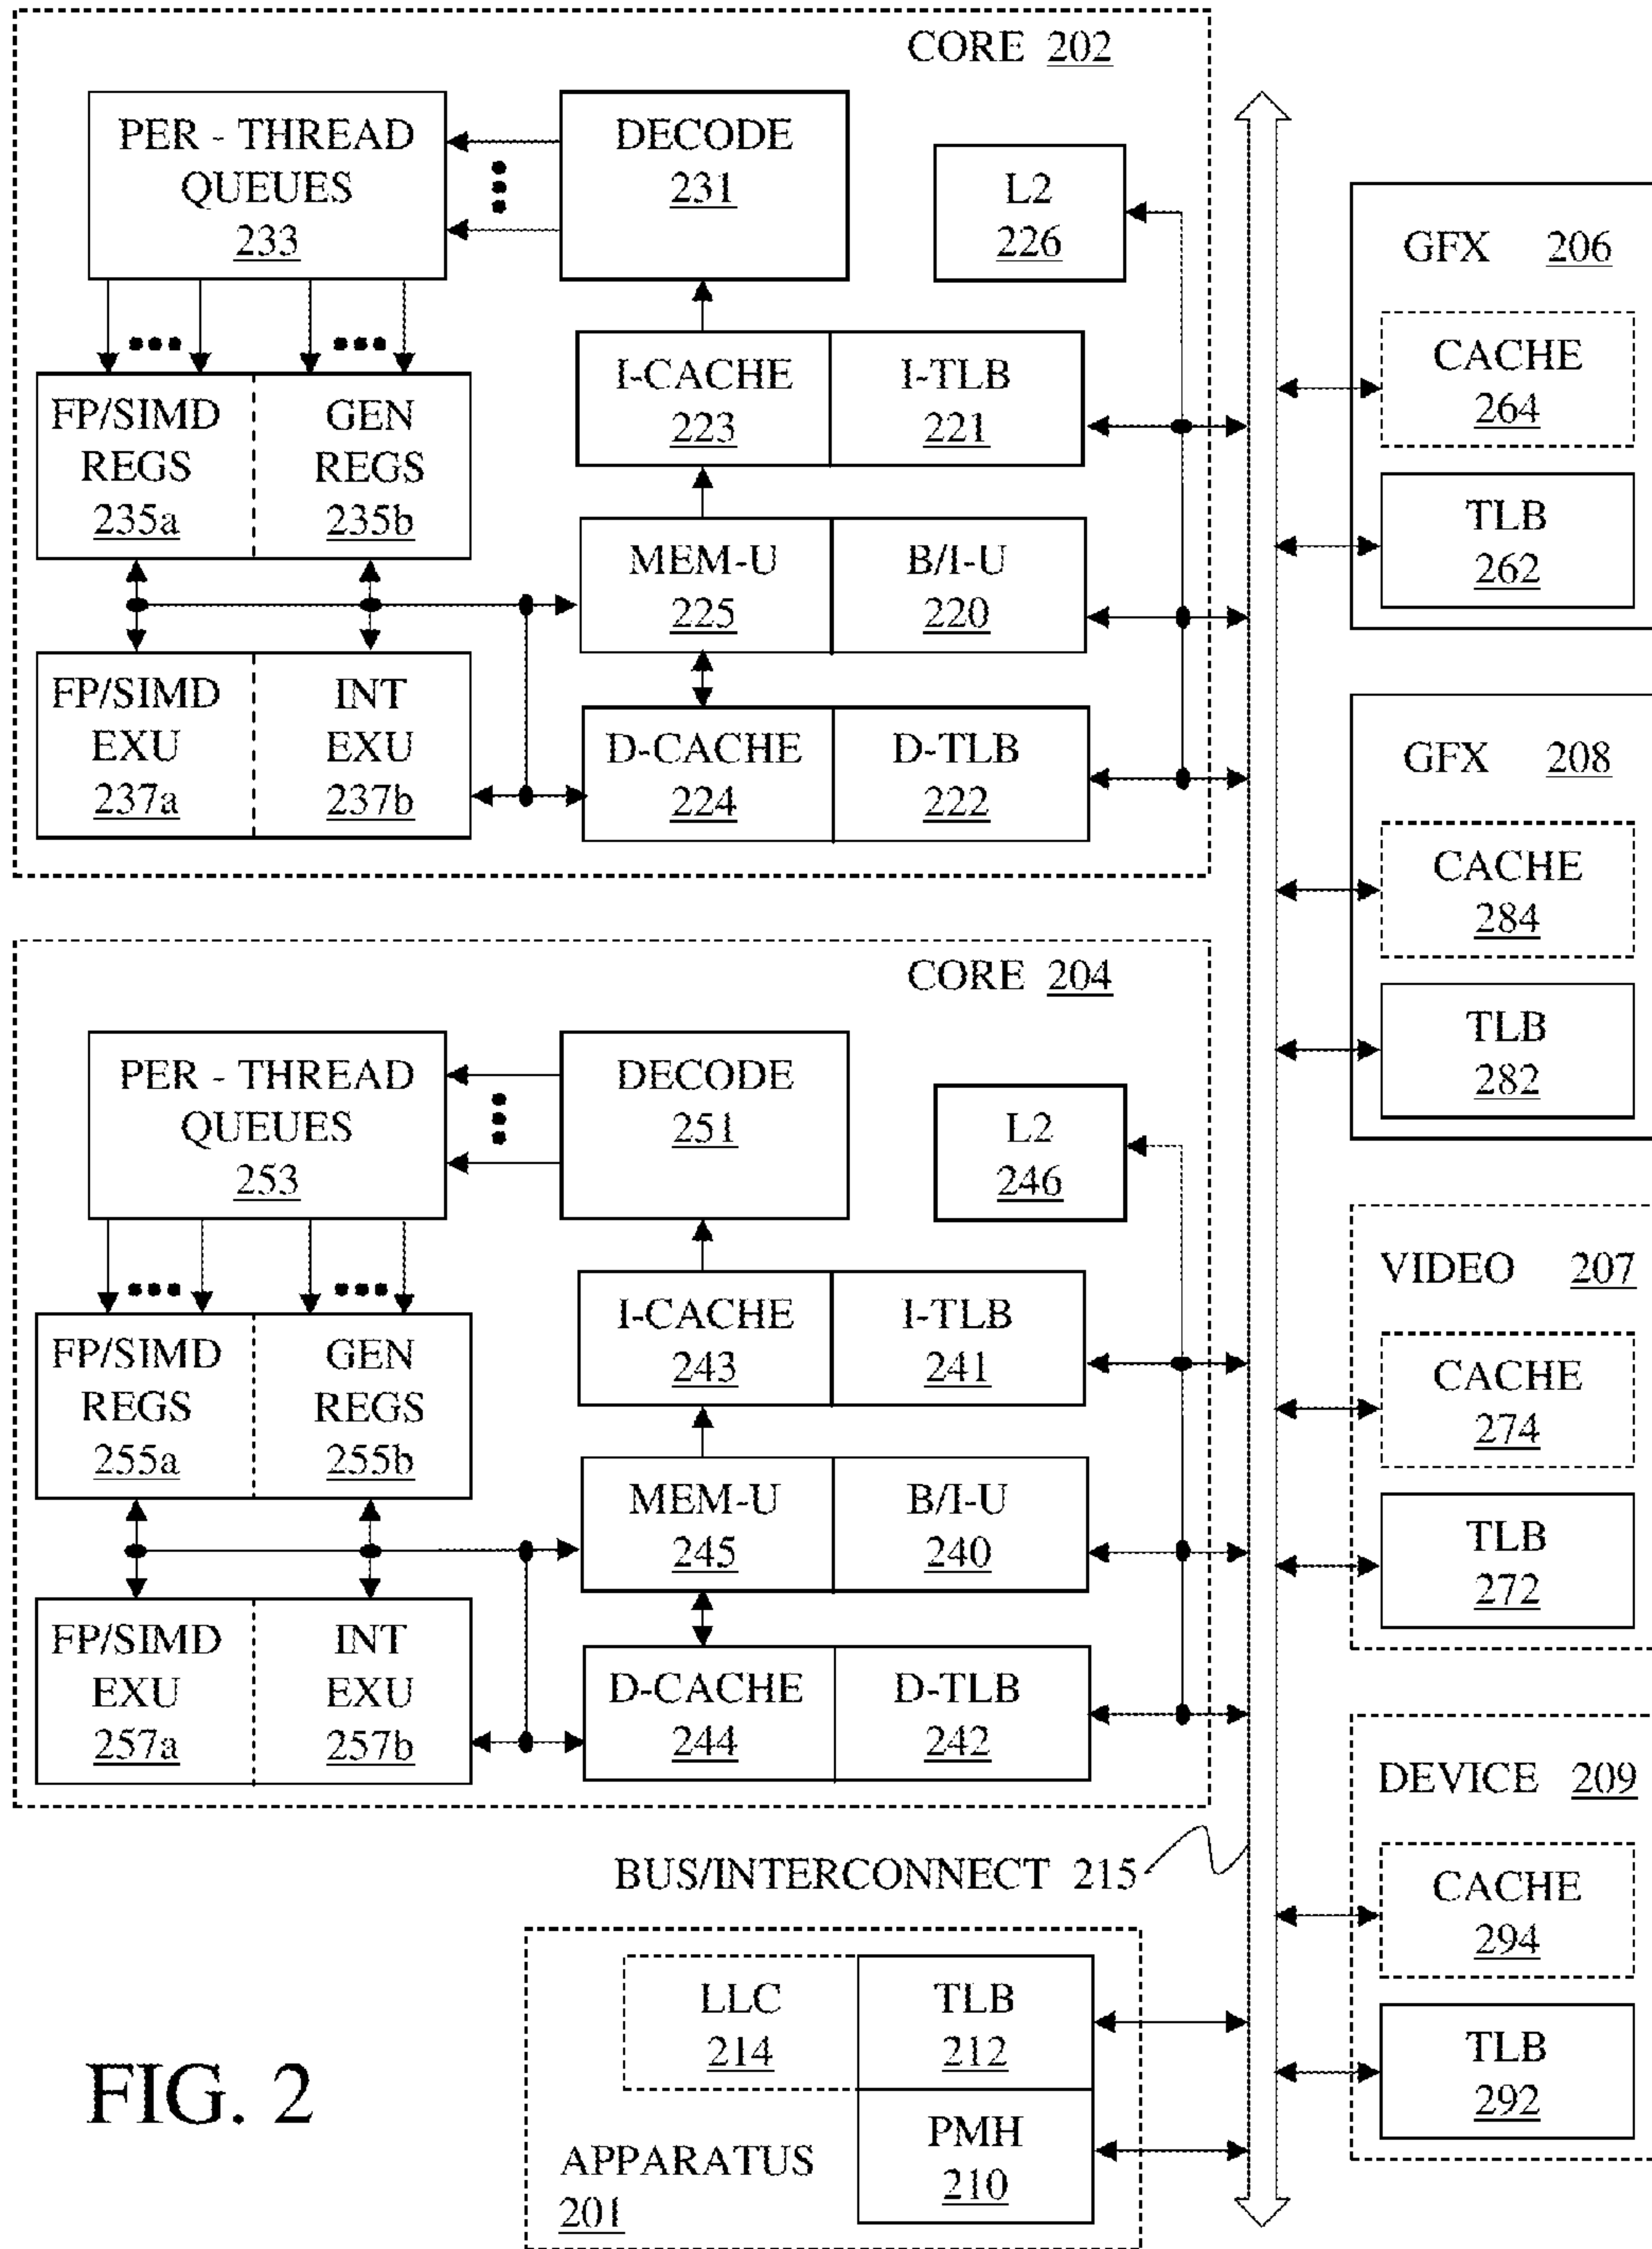 CORE 202
PER - THREAD
QUEUES
233
DECODE
231
L2
226
I-CACHE
223
I-TLB
221
FP/SIMD
REGS
235a
GEN
REGS
235b
MEM-U
225
B/I-U
220
FP/SIMD
EXU
237a
INT
EXU
237b
D-CACHE
224
D-TLB
222
CORE 204
PER - THREAD
QUEUES
253
DECODE
251
L2
246
I-CACHE
243
I-TLB
241
FP/SIMD
REGS
255a
GEN
REGS
255b
MEM-U
245
B/I-U
240
FP/SIMD
EXU
257a
INT
EXU
257b
D-CACHE
244
D-TLB
242
GFX 206
CACHE
264
TLB
262
GFX 208
CACHE
284
TLB
282
VIDEO 207
CACHE
274
TLB
272
DEVICE 209
CACHE
294
TLB
292
BUS/INTERCONNECT 215
LLC
214
TLB
212
PMH
210
APPARATUS
201
FIG. 2